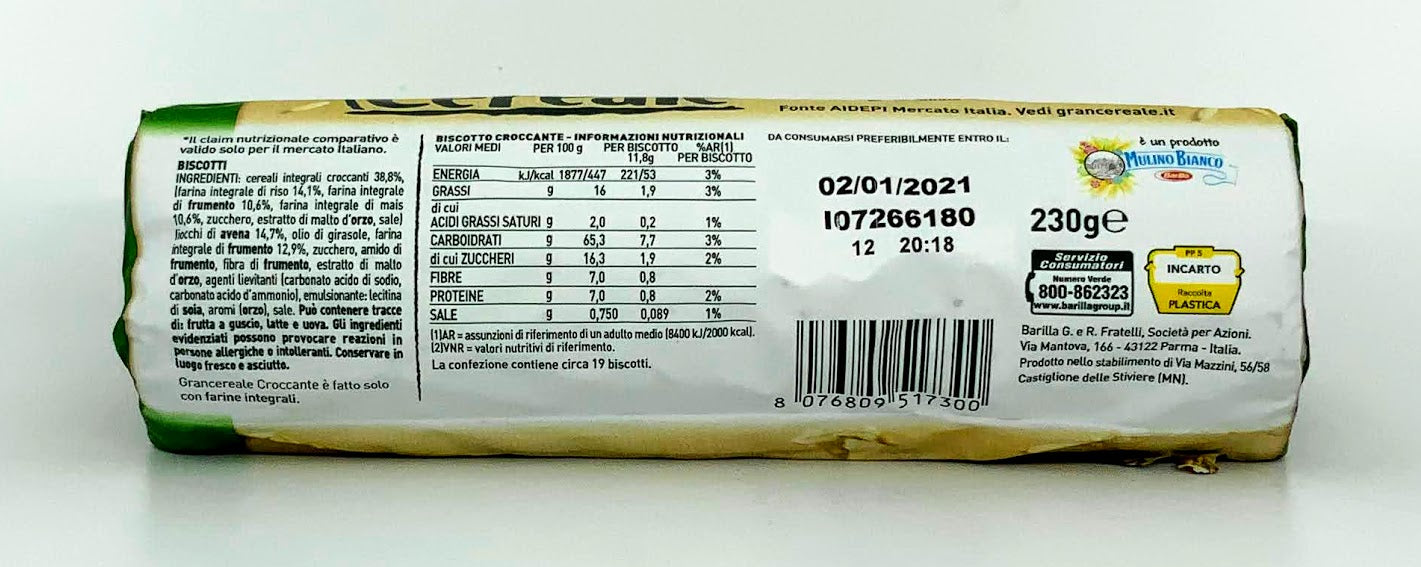 Fonte AIDEPI Mercato Italia. Vedi grancereale.it
*Il claim nutrizionale comparativo è
valido solo per il mercato Italiano.
BISCOTTI
INGREDIENTI: cereali integrali croccanti 38,8%,
(farina integrale di riso 14,1%, farina integrale
di frumento 10,6%, farina integrale di mais
10,6%, zucchero, estratto di malto d'orzo, sale)
fiocchi di avena 14,7%, olio di girasole, farina
integrale di frumento 12,9%, zucchero, amido di
frumento, fibra di frumento, estratto di malto
d'orzo, agenti lievitanti (carbonato acido di sodio,
carbonato acido d'ammonio), emulsionante: lecitina
di soia, aromi (orzo), sale. Può contenere tracce
di: frutta a guscio, latte e uova. Gli ingredienti
evidenziati possono provocare reazioni in
persone allergiche o intolleranti. Conservare in
luogo fresco e asciutto.
Grancereale Croccante è fatto solo
con farine integrali.
BISCOTTO CROCCANTE - INFORMAZIONI NUTRIZIONALI
VALORI MEDI PER 100 g PER BISCOTTO %AR(1)
11,8g PER BISCOTTO
ENERGIA kJ/kcal 1877/447 221/53 3%
GRASSI g 16 1,9 3%
di cui
ACIDI GRASSI SATURI g 2,0 0,2 1%
CARBOIDRATI g 65,3 7,7 3%
di cui ZUCCHERI g 16,3 1,9 2%
FIBRE g 7,0 0,8
PROTEINE g 7,0 0,8 2%
SALE g 0,750 0,089 1%
(1)AR = assunzioni di riferimento di un adulto medio (8400 kJ/2000 kcal).
(2)VNR = valori nutritivi di riferimento.
La confezione contiene circa 19 biscotti.
DA CONSUMARSI PREFERIBILMENTE ENTRO IL:
02/01/2021
107266180
12 20:18
8 076809 517300
è un prodotto
MULINO BIANCO
Barilla
230g℮
Servizio
Consumatori
Numero Verde
800-862323
www.barillagroup.it
PP 5
INCARTO
Raccolta
PLASTICA
Barilla G. e R. Fratelli, Società per Azioni.
Via Mantova, 166 - 43122 Parma - Italia.
Prodotto nello stabilimento di Via Mazzini, 56/58
Castiglione delle Stiviere (MN).